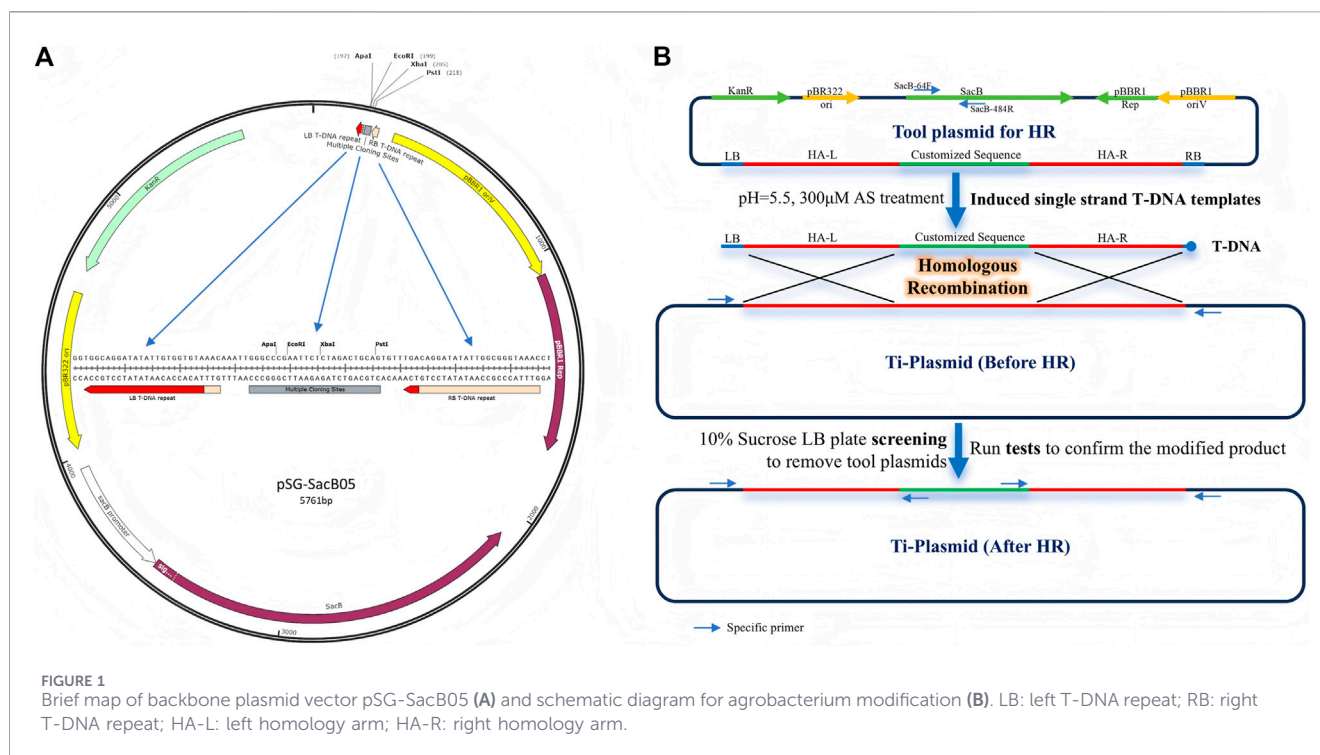 A
(197) ApaI EcoRI (199)
XbaI (205)
PstI (215)
LB T-DNA repeat
Multiple Cloning Sites
RB T-DNA repeat
KanR
pBBR1 oriV
5000
1000
pBR322 ori
pBBR1 Rep
ApaI EcoRI XbaI PstI
GGTGGCAGGATATATTGTGGTGTAAACAAATTGGGCCCGAATTCTCTAGACTGCAGTGTTTGACAGGATATATTGGCGGGTAAACCT
CCACCGTCCTATATAACACCACATTTGTTTAACCCGGGCTTAAGAGATCTGACGTCACAAACTGTCCTATATAACCGCCCATTTGGA
LB T-DNA repeat Multiple Cloning Sites RB T-DNA repeat
4000
sacB promoter
pSG-SacB05
5761bp
2000
sig...
SacB
3000
B
KanR pBR322 ori SacB-64F SacB SacB-484R pBBR1 Rep pBBR1 oriV
Tool plasmid for HR
LB HA-L Customized Sequence HA-R RB
pH=5.5, 300μM AS treatment Induced single strand T-DNA templates
LB HA-L Customized Sequence HA-R T-DNA
Homologous
Recombination
Ti-Plasmid (Before HR)
10% Sucrose LB plate screening
to remove tool plasmids
Run tests to confirm the modified product
Ti-Plasmid (After HR)
Specific primer
FIGURE 1
Brief map of backbone plasmid vector pSG-SacB05 (A) and schematic diagram for agrobacterium modification (B). LB: left T-DNA repeat; RB: right
T-DNA repeat; HA-L: left homology arm; HA-R: right homology arm.